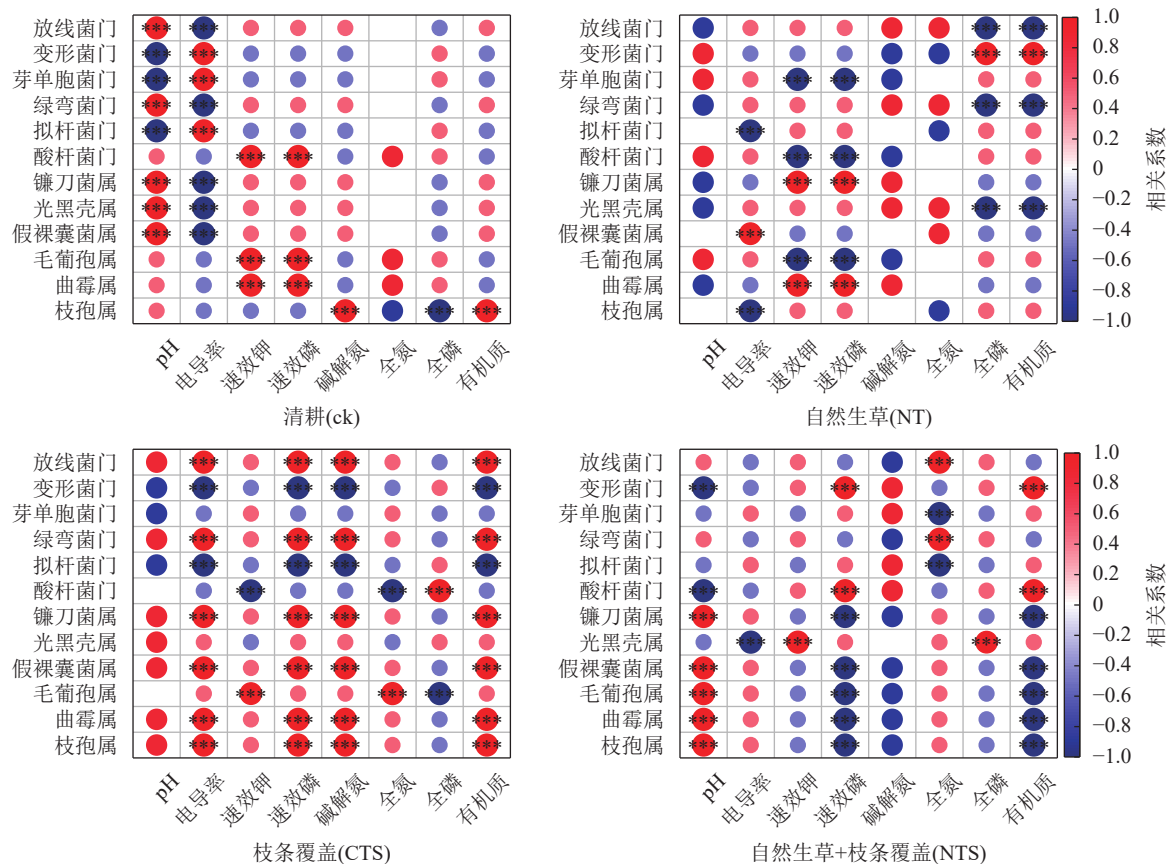 放线菌门
变形菌门
芽单胞菌门
绿弯菌门
拟杆菌门
酸杆菌门
镰刀菌属
光黑壳属
假裸囊菌属
毛葡孢属
曲霉属
枝孢属
pH
电导率
速效钾
速效磷
碱解氮
全氮
全磷
有机质
清耕(ck)
放线菌门
变形菌门
芽单胞菌门
绿弯菌门
拟杆菌门
酸杆菌门
镰刀菌属
光黑壳属
假裸囊菌属
毛葡孢属
曲霉属
枝孢属
pH
电导率
速效钾
速效磷
碱解氮
全氮
全磷
有机质
自然生草(NT)
1.0
0.8
0.6
0.4
0.2
0
−0.2
−0.4
−0.6
−0.8
−1.0
相关系数
放线菌门
变形菌门
芽单胞菌门
绿弯菌门
拟杆菌门
酸杆菌门
镰刀菌属
光黑壳属
假裸囊菌属
毛葡孢属
曲霉属
枝孢属
pH
电导率
速效钾
速效磷
碱解氮
全氮
全磷
有机质
枝条覆盖(CTS)
放线菌门
变形菌门
芽单胞菌门
绿弯菌门
拟杆菌门
酸杆菌门
镰刀菌属
光黑壳属
假裸囊菌属
毛葡孢属
曲霉属
枝孢属
pH
电导率
速效钾
速效磷
碱解氮
全氮
全磷
有机质
自然生草+枝条覆盖(NTS)
1.0
0.8
0.6
0.4
0.2
0
−0.2
−0.4
−0.6
−0.8
−1.0
相关系数